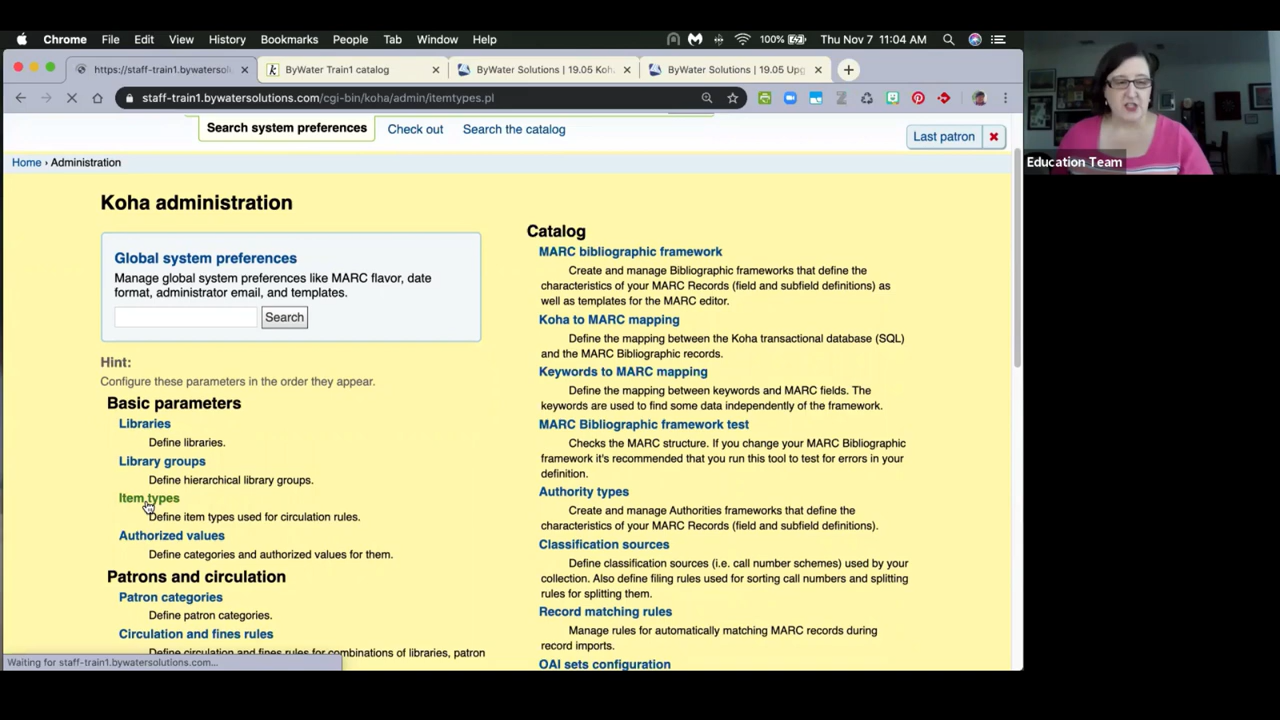 Chrome File Edit View History Bookmarks People Tab Window Help 100% Thu Nov 7 11:04 AM
https://staff-train1.bywatersol
ByWater Train1 catalog
ByWater Solutions | 19.05 Koh
ByWater Solutions | 19.05 Upg
staff-train1.bywatersolutions.com/cgi-bin/koha/admin/itemtypes.pl
Search system preferences
Check out
Search the catalog
Last patron
Education Team
Home › Administration
Koha administration
Global system preferences
Manage global system preferences like MARC flavor, date
format, administrator email, and templates.
Search
Hint:
Configure these parameters in the order they appear.
Basic parameters
Libraries
Define libraries.
Library groups
Define hierarchical library groups.
Item types
Define item types used for circulation rules.
Authorized values
Define categories and authorized values for them.
Patrons and circulation
Patron categories
Define patron categories.
Circulation and fines rules
Define circulation and fines rules for combinations of libraries, patron
Waiting for staff-train1.bywatersolutions.com...
Catalog
MARC bibliographic framework
Create and manage Bibliographic frameworks that define the
characteristics of your MARC Records (field and subfield definitions) as
well as templates for the MARC editor.
Koha to MARC mapping
Define the mapping between the Koha transactional database (SQL)
and the MARC Bibliographic records.
Keywords to MARC mapping
Define the mapping between keywords and MARC fields. The
keywords are used to find some data independently of the framework.
MARC Bibliographic framework test
Checks the MARC structure. If you change your MARC Bibliographic
framework it's recommended that you run this tool to test for errors in your
definition.
Authority types
Create and manage Authorities frameworks that define the
characteristics of your MARC Records (field and subfield definitions).
Classification sources
Define classification sources (i.e. call number schemes) used by your
collection. Also define filing rules used for sorting call numbers and splitting
rules for splitting them.
Record matching rules
Manage rules for automatically matching MARC records during
record imports.
OAI sets configuration